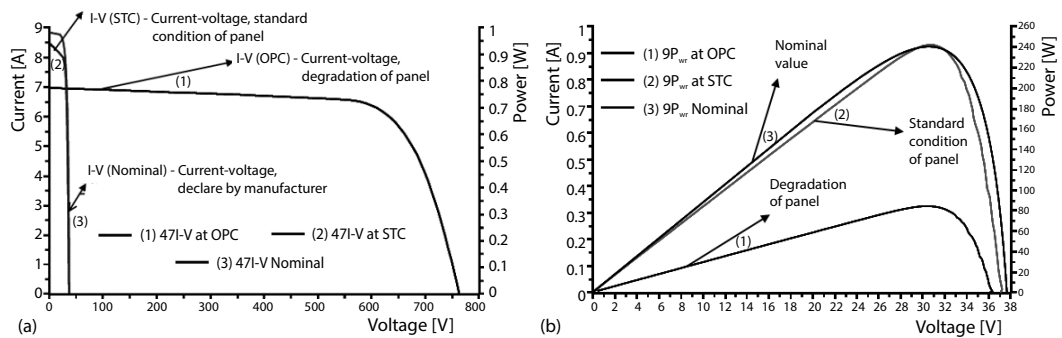 I-V (STC) - Current-voltage, standard
condition of panel
I-V (OPC) - Current-voltage,
degradation of panel
(1)
(2)
I-V (Nominal) - Current-voltage,
declare by manufacturer
(3)
(1) 47I-V at OPC
(2) 47I-V at STC
(3) 47I-V Nominal
Current [A]
9
8
7
6
5
4
3
2
1
0
Power [W]
1
0.9
0.8
0.7
0.6
0.5
0.4
0.3
0.2
0.1
0
0 50 100 200 300 400 450 500 600 700 800
Voltage [V]
(a)
(1) 9Pwr at OPC
(2) 9Pwr at STC
(3) 9Pwr Nominal
Nominal
value
(2)
(3)
Standard
condition
of panel
Degradation
of panel
(1)
Current [A]
1
0.9
0.8
0.7
0.6
0.5
0.4
0.3
0.2
0.1
0
Power [W]
260
240
220
200
180
160
140
120
100
80
60
40
20
0
0 2 4 6 8 10 12 14 16 18 20 22 24 26 28 30 32 34 36 38
Voltage [V]
(b)